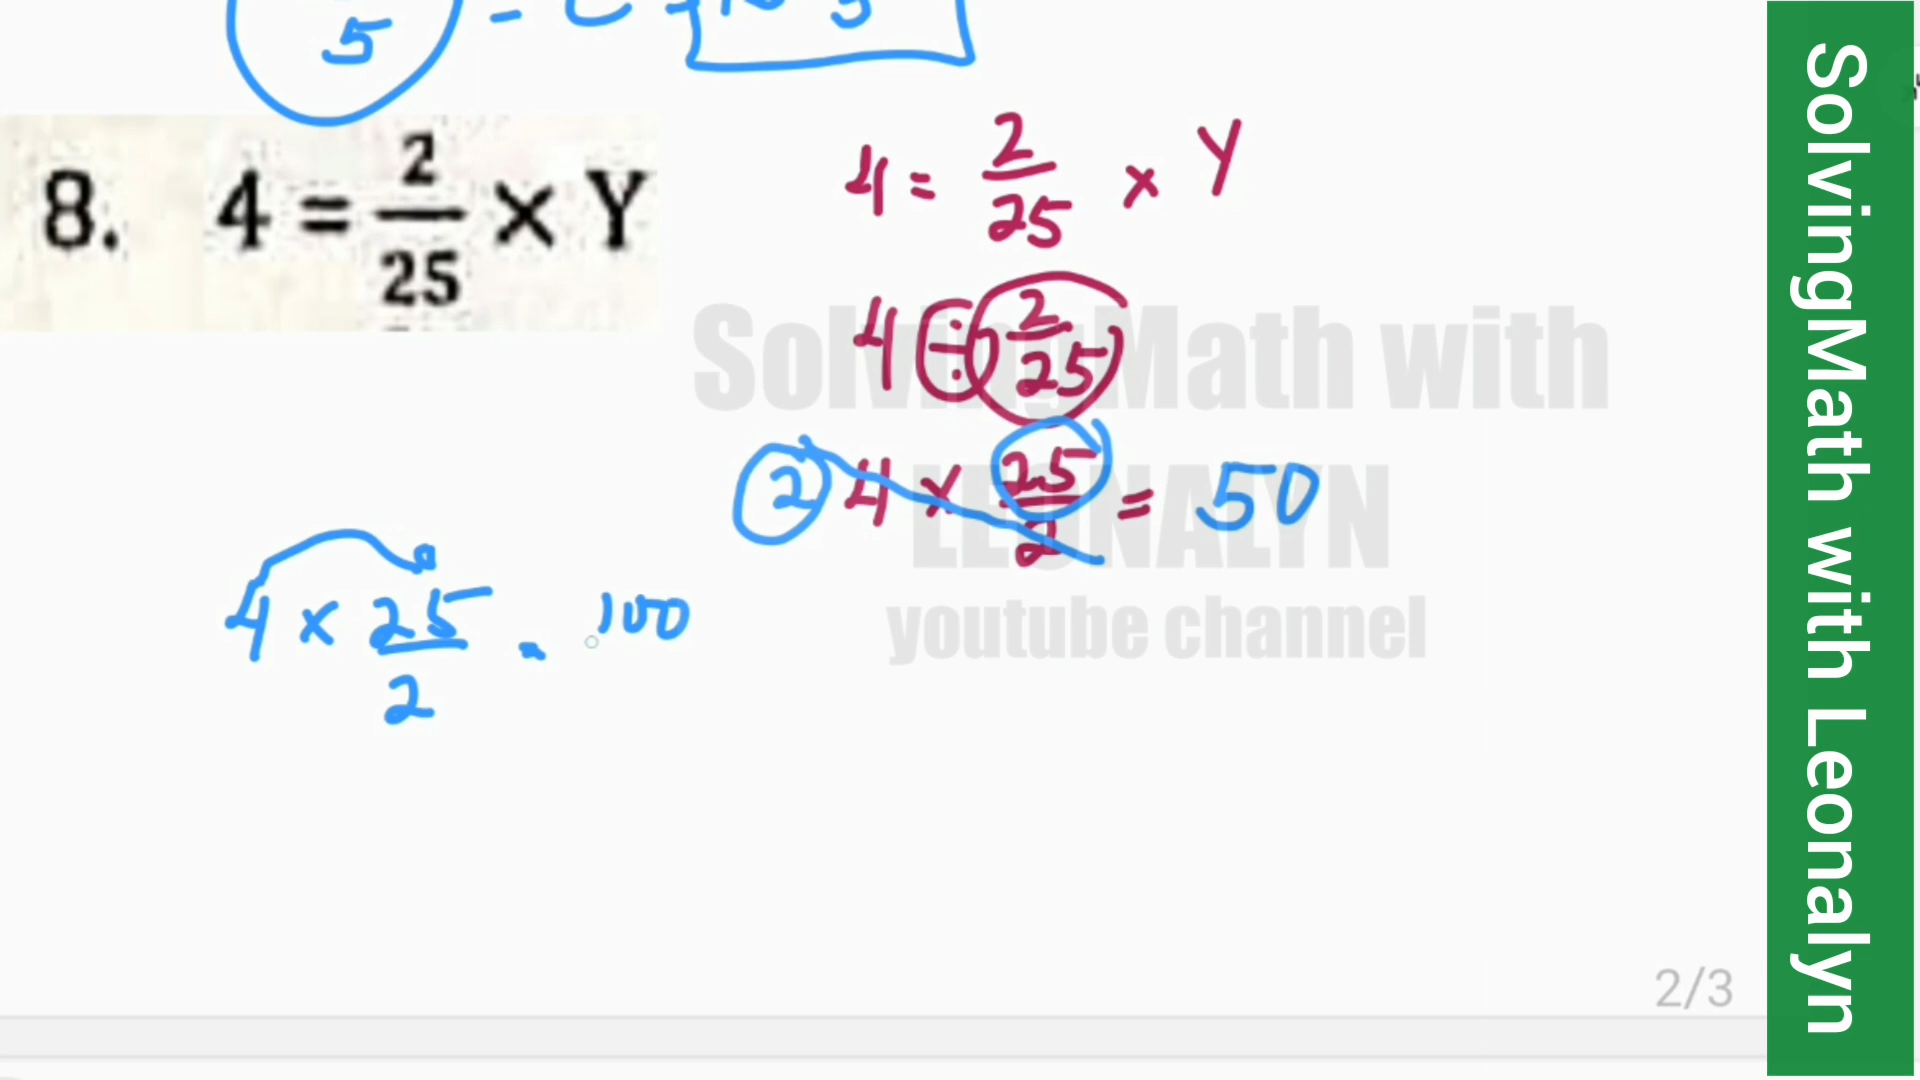 5
8. 4 = 2/25 × Y
4 = 2/25 × Y
4 ÷ 2/25
2 4 × 25/2 = 50
4 × 25/2 = 100
SolvingMath with
LEONALYN
youtube channel
2/3
SolvingMath with Leonalyn